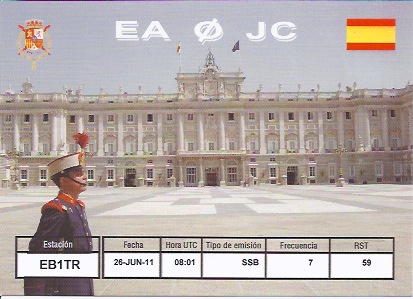 EA Ø JC
Estación Fecha Hora UTC Tipo de emisión Frecuencia RST
EB1TR 26-JUN-11 08:01 SSB 7 59